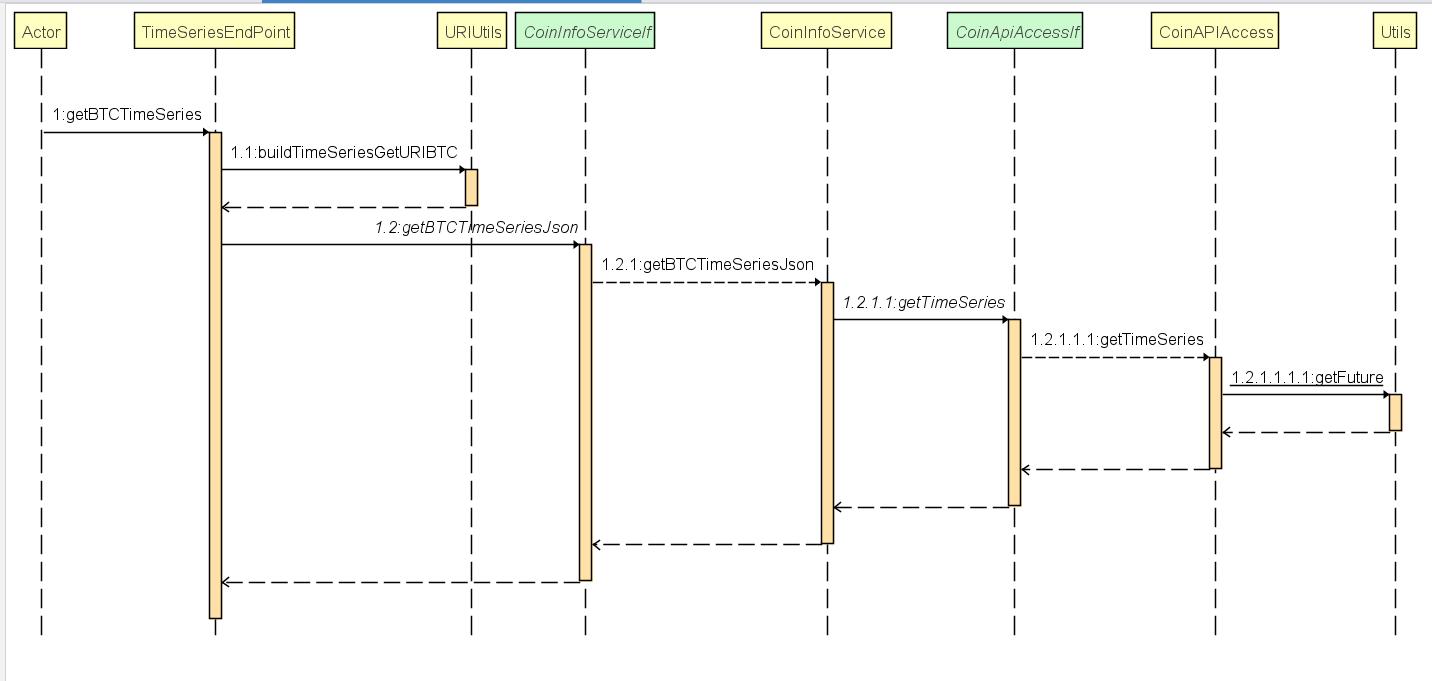 Actor
TimeSeriesEndPoint
URIUtils
CoinInfoServiceIf
CoinInfoService
CoinApiAccessIf
CoinAPIAccess
Utils
1:getBTCTimeSeries
1.1:buildTimeSeriesGetURIBTC
1.2:getBTCTimeSeriesJson
1.2.1:getBTCTimeSeriesJson
1.2.1.1:getTimeSeries
1.2.1.1.1:getTimeSeries
1.2.1.1.1.1:getFuture